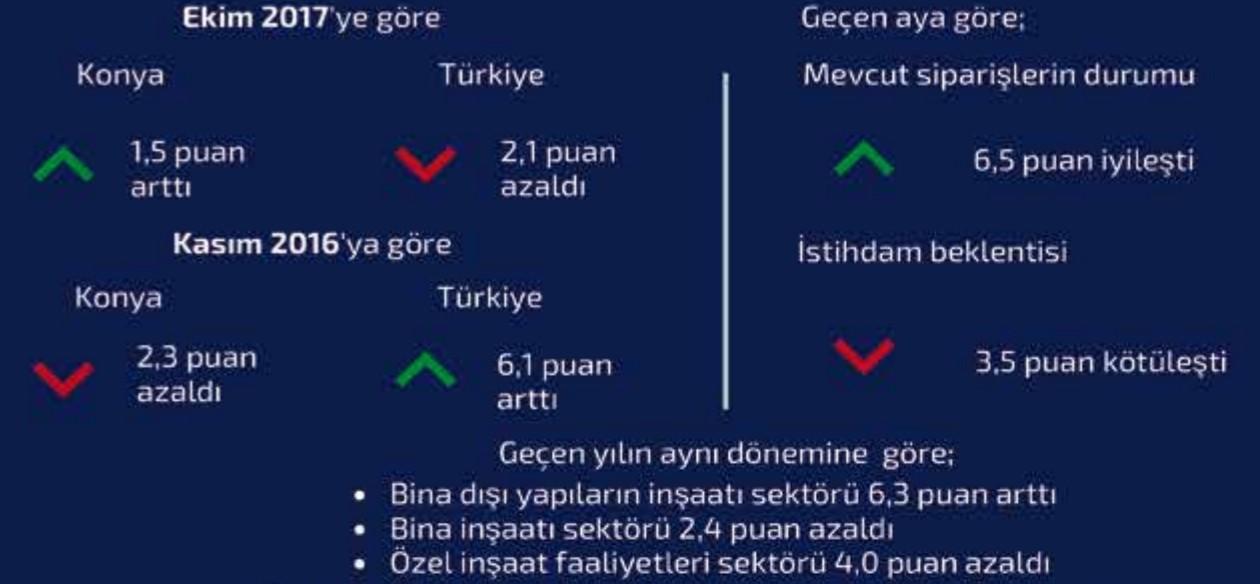 Ekim 2017'ye göre
Konya Türkiye
1,5 puan
arttı
2,1 puan
azaldı
Kasım 2016'ya göre
Konya Türkiye
2,3 puan
azaldı
6,1 puan
arttı
Geçen aya göre;
Mevcut siparişlerin durumu
6,5 puan iyileşti
İstihdam beklentisi
3,5 puan kötüleşti
Geçen yılın aynı dönemine göre;
• Bina dışı yapıların inşaatı sektörü 6,3 puan arttı
• Bina inşaatı sektörü 2,4 puan azaldı
• Özel inşaat faaliyetleri sektörü 4,0 puan azaldı